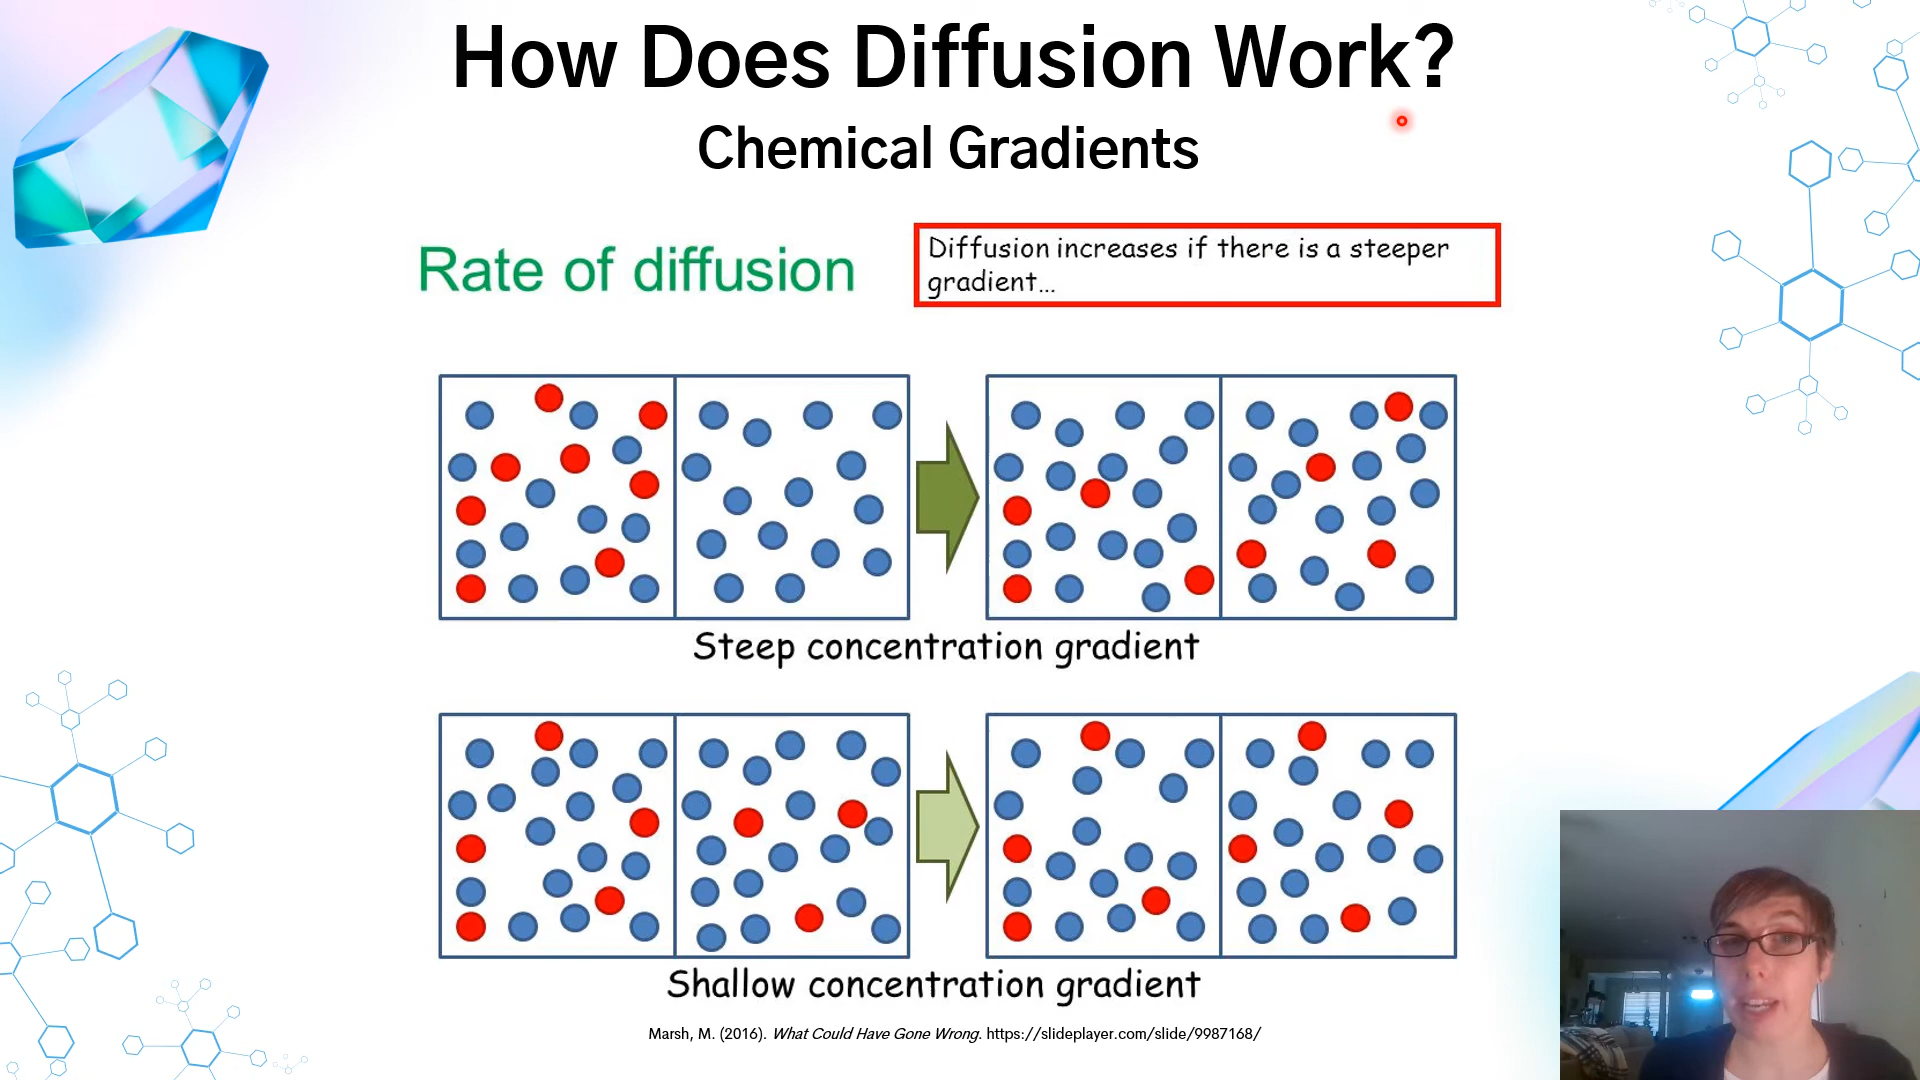 How Does Diffusion Work?
Chemical Gradients
Rate of diffusion
Diffusion increases if there is a steeper
gradient...
Steep concentration gradient
Shallow concentration gradient
Marsh, M. (2016). What Could Have Gone Wrong. https://slideplayer.com/slide/9987168/